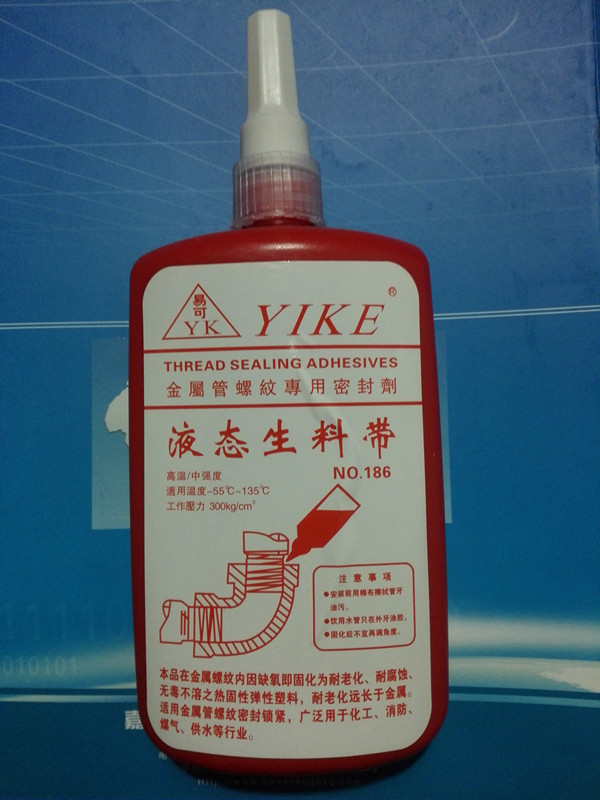 易可
YK
YIKE®
THREAD SEALING ADHESIVES
金屬管螺紋專用密封劑
液态生料带
NO.186
高温/中强度
適用温度-55℃~135℃
工作壓力 300kg/cm²
注意事項
●安装前用棉布擦拭管牙
油污。
●饮用水管只在外牙涂胶。
●固化后不宜再调角度。
本品在金属螺纹内因缺氧即固化为耐老化、耐腐蚀、
无毒不溶之热固性弹性塑料，耐老化远长于金属。
适用金属管螺纹密封锁紧，广泛用于化工、消防、
煤气、供水等行业。
010101
嘉